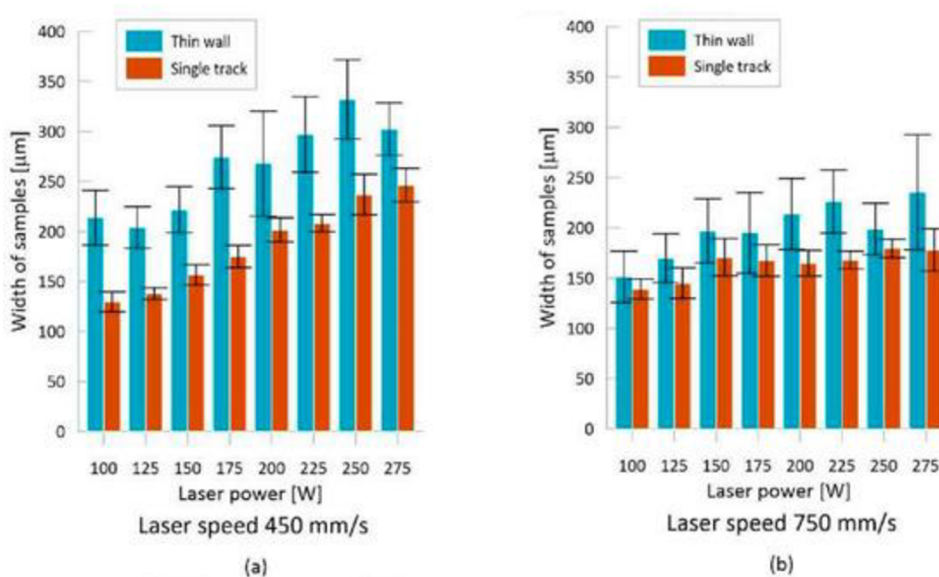 400
350
300
250
200
150
100
50
0
Width of samples [µm]
Thin wall
Single track
100 125 150 175 200 225 250 275
Laser power [W]
Laser speed 450 mm/s
(a)
400
350
300
250
200
150
100
50
0
Width of samples [µm]
Thin wall
Single track
100 125 150 175 200 225 250 275
Laser power [W]
Laser speed 750 mm/s
(b)